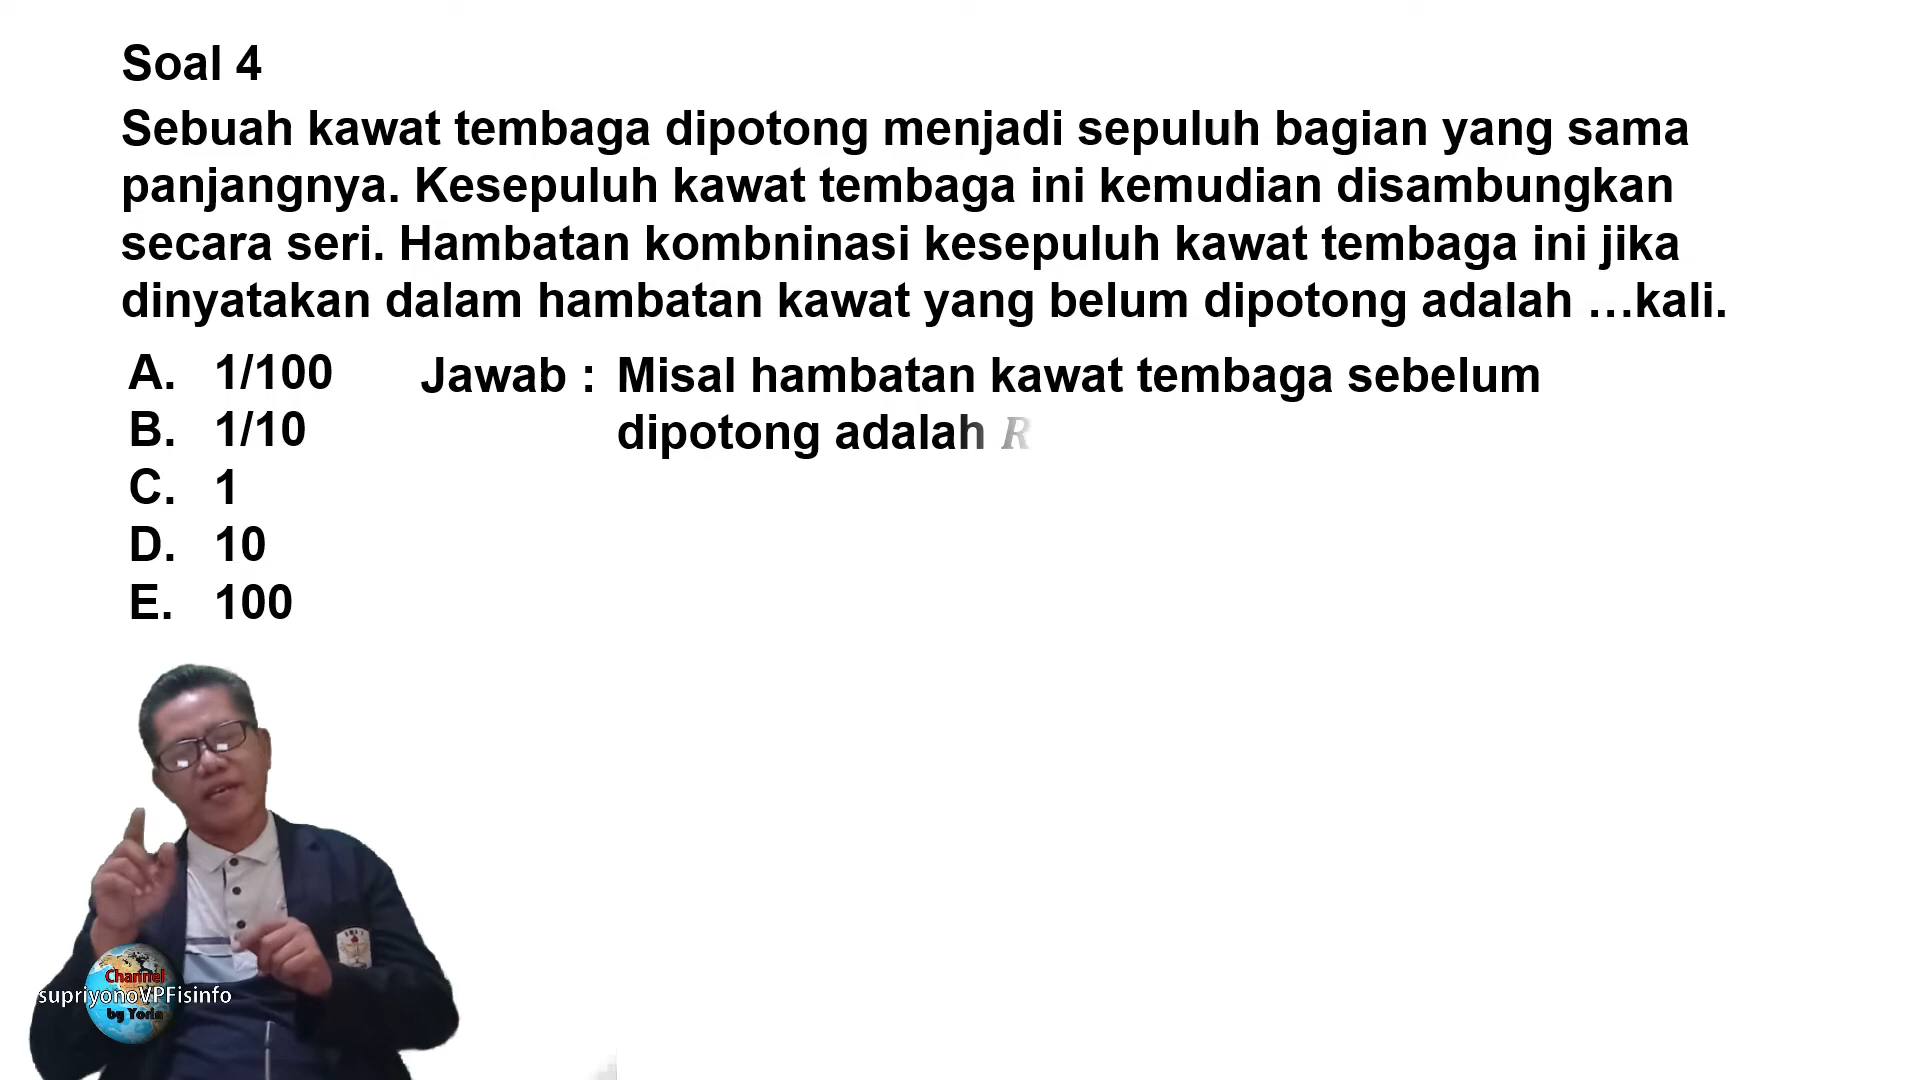 Soal 4
Sebuah kawat tembaga dipotong menjadi sepuluh bagian yang sama
panjangnya. Kesepuluh kawat tembaga ini kemudian disambungkan
secara seri. Hambatan kombninasi kesepuluh kawat tembaga ini jika
dinyatakan dalam hambatan kawat yang belum dipotong adalah …kali.
A. 1/100
B. 1/10
C. 1
D. 10
E. 100
Jawab : Misal hambatan kawat tembaga sebelum
dipotong adalah R
Channel
supriyonoVPFisinfo
by Yorin